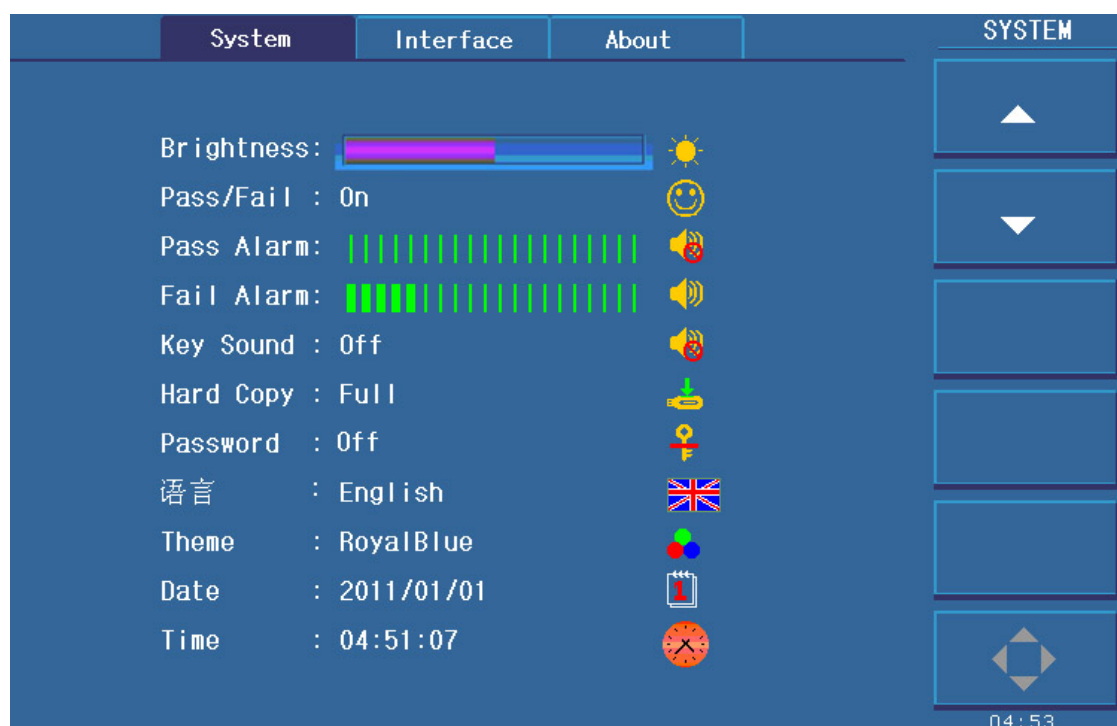 System Interface About SYSTEM
Brightness:
Pass/Fail : On
Pass Alarm:
Fail Alarm:
Key Sound : Off
Hard Copy : Full
Password : Off
语言 : English
Theme : RoyalBlue
Date : 2011/01/01
1
Time : 04:51:07
04:53